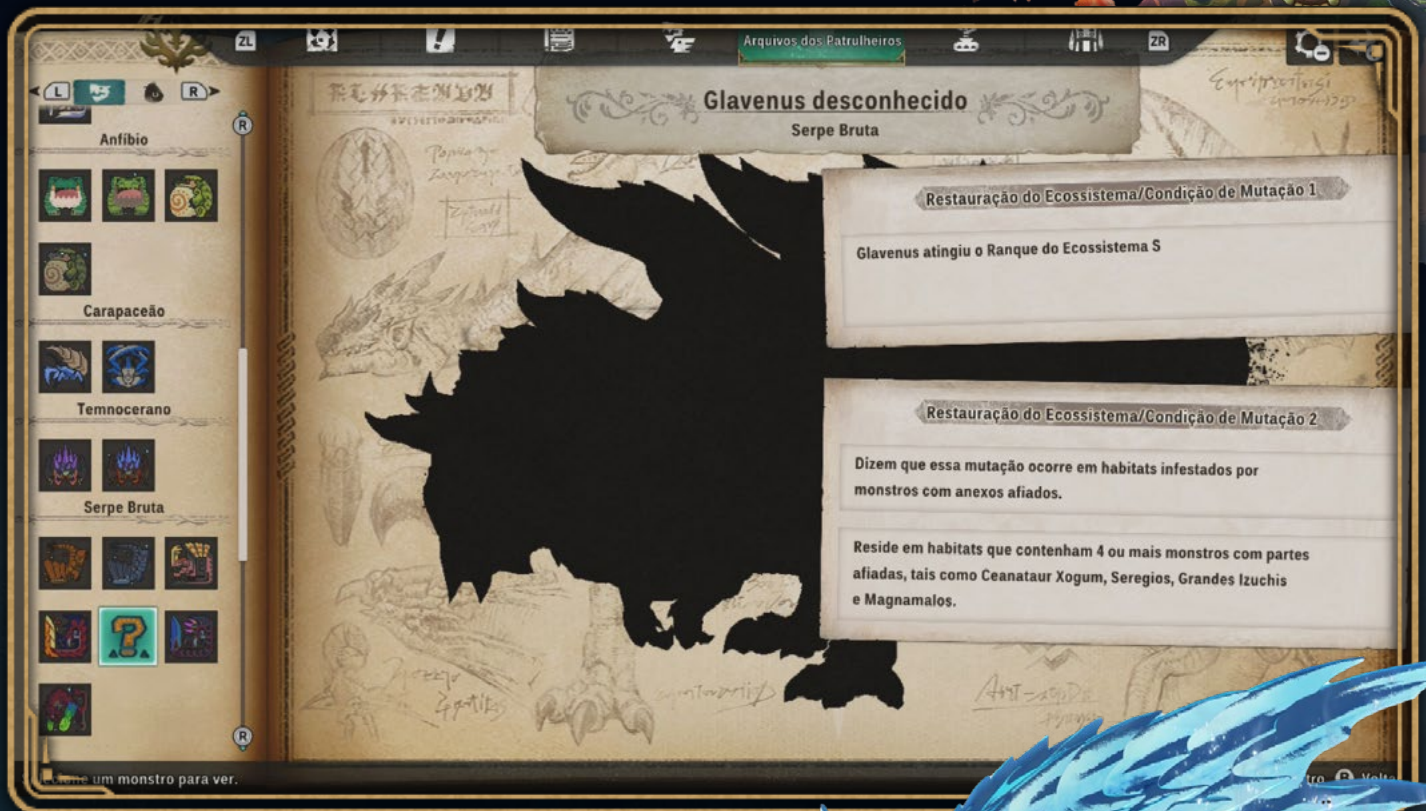 ZL
Arquivos dos Patrulheiros
ZR
L
R
Glavenus desconhecido
Serpe Bruta
R
Anfíbio
Carapaceão
Temnocerano
Serpe Bruta
R
Restauração do Ecossistema/Condição de Mutação 1
Glavenus atingiu o Ranque do Ecossistema S
Restauração do Ecossistema/Condição de Mutação 2
Dizem que essa mutação ocorre em habitats infestados por
monstros com anexos afiados.
Reside em habitats que contenham 4 ou mais monstros com partes
afiadas, tais como Ceanataur Xogum, Seregios, Grandes Izuchis
e Magnamalos.
um monstro para ver.